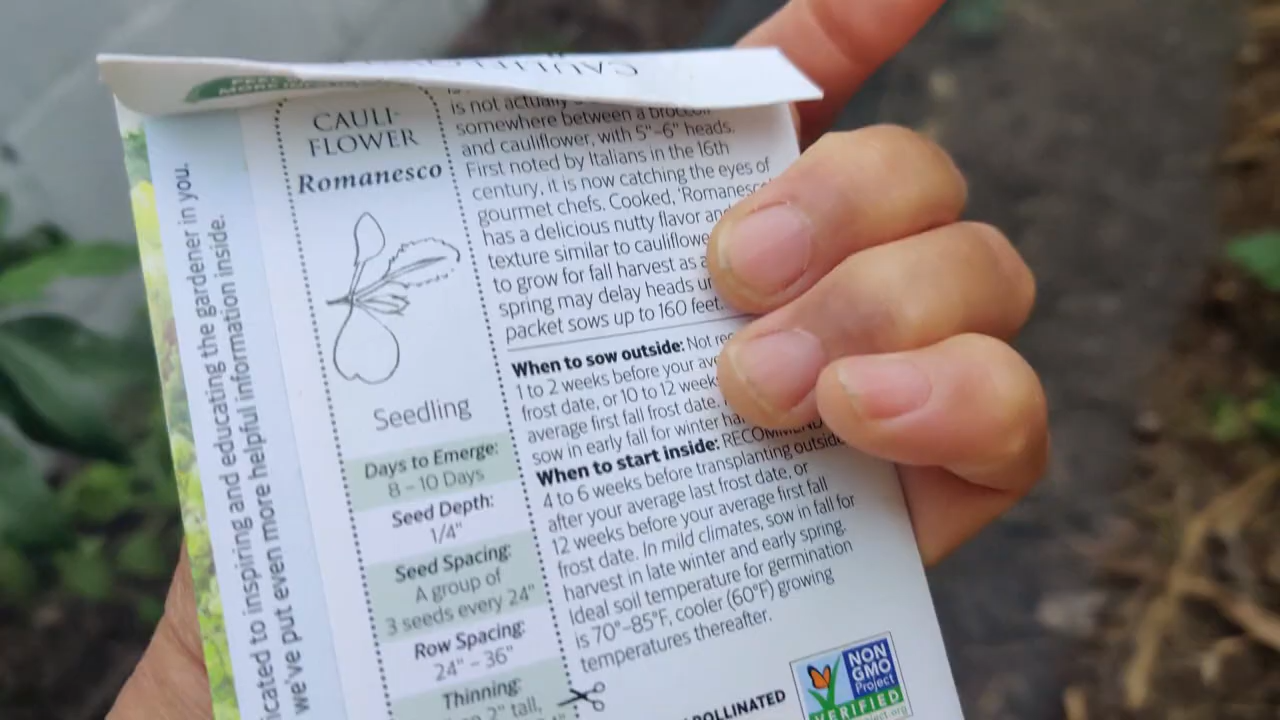 CAULI-
FLOWER
Romanesco
Seedling
Days to Emerge:
8 – 10 Days
Seed Depth:
1/4"
Seed Spacing:
A group of
3 seeds every 24"
Row Spacing:
24" – 36"
Thinning:
2" tall,
is not actually
somewhere between a
and cauliflower, with 5"–6" heads.
First noted by Italians in the 16th
century, it is now catching the eyes of
gourmet chefs. Cooked, 'Romanesco'
has a delicious nutty flavor and
texture similar to
to grow for fall harvest as
spring may delay heads
packet sows up to 160 feet.
When to sow outside: Not
1 to 2 weeks before your
frost date, or 10 to 12
average first fall frost date.
sow in early fall for winter
When to start inside:
4 to 6 weeks before transplanting outside
after your average last frost date, or
12 weeks before your average first fall
frost date. In mild climates, sow in fall for
harvest in late winter and early spring.
Ideal soil temperature for germination
is 70°–85°F, cooler (60°F) growing
temperatures thereafter.
NON
GMO
Project
VERIFIED
to inspiring and educating the gardener in you.
we've put even more helpful information inside.